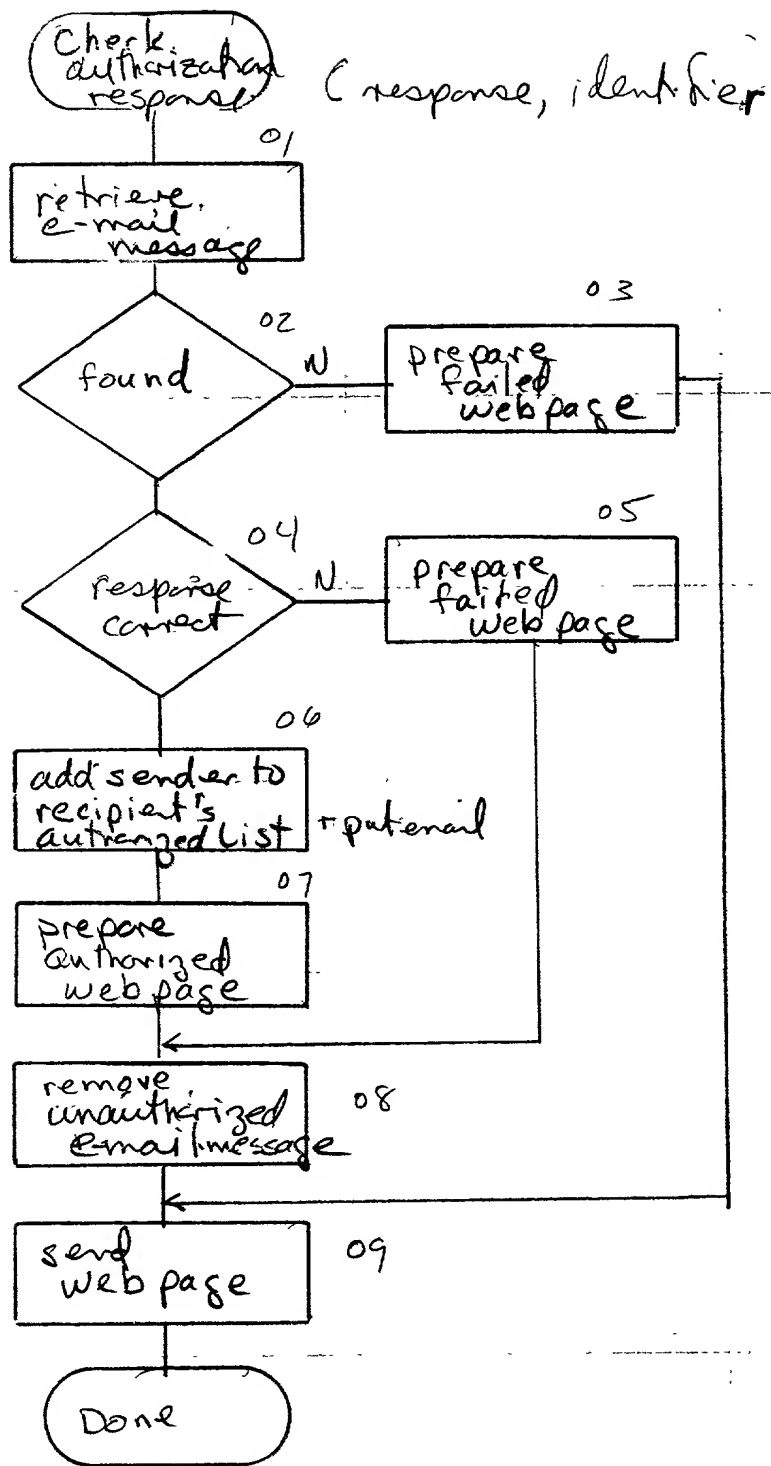 Check
authorization
response
( response, identifier
01
retrieve
e-mail
message
02
found
N
03
prepare
failed
web page
04
response
correct
N
05
prepare
failed
web page
06
add sender to
recipient's
authorized list
+ put email
07
prepare
authorized
web page
remove
unauthorized
e-mail message
08
send
web page
09
Done